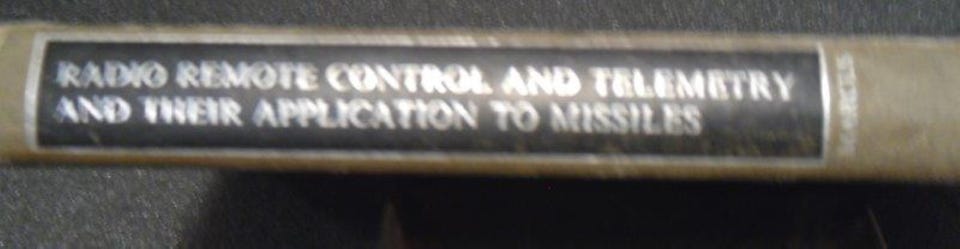 RADIO REMOTE CONTROL AND TELEMETRY
AND THEIR APPLICATION TO MISSILES